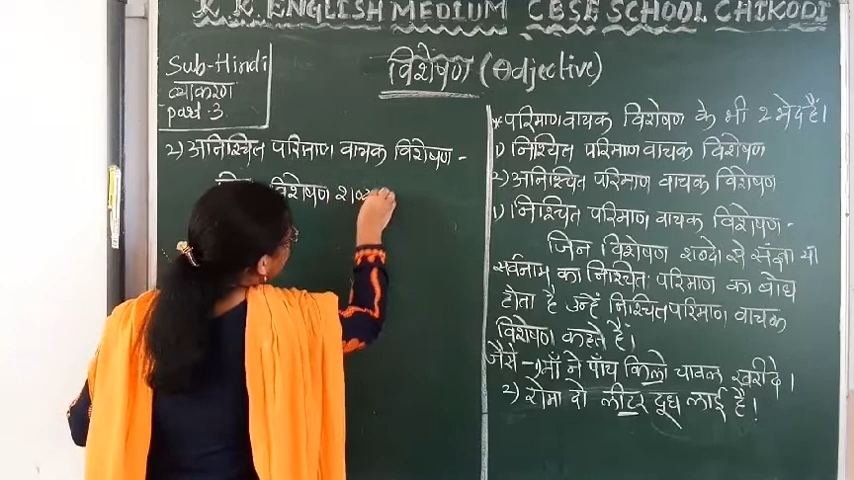 K K ENGLISH MEDIUM CBSE SCHOOL CHIKODI
Sub-Hindi
व्याकरण
part-3
विशेषण (Adjective)
2) अनिश्चित परिमाण वाचक विशेषण -
विशेषण
* परिमाणवाचक विशेषण के भी 2 भेद हैं।
1) निश्चित परिमाण वाचक विशेषण
2) अनिश्चित परिमाण वाचक विशेषण
1) निश्चित परिमाण वाचक विशेषण -
जिन विशेषण शब्दो से संज्ञा या
सर्वनाम का निश्चित परिमाण का बोध
होता है उन्हें निश्चित परिमाण वाचक
विशेषण कहते हैं।
जैसे - 1) माँ ने पाँच किलो चावल खरीदे।
2) रोमा दो लीटर दूध लाई है!